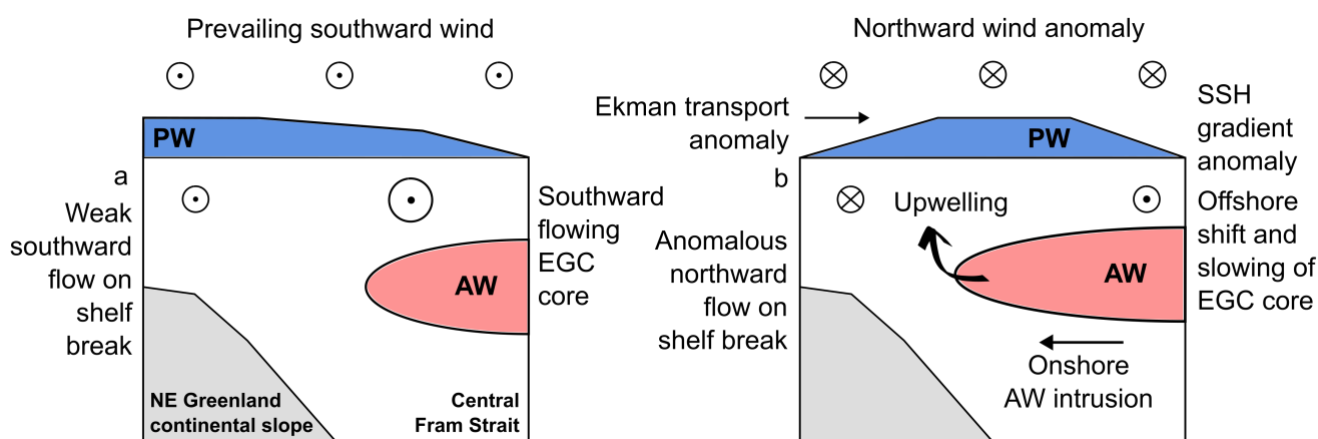 Prevailing southward wind
PW
a
Weak
southward
flow on
shelf
break
Southward
flowing
EGC
core
AW
NE Greenland
continental slope
Central
Fram Strait
Northward wind anomaly
Ekman transport
anomaly
PW
SSH
gradient
anomaly
b
Anomalous
northward
flow on
shelf break
Upwelling
AW
Offshore
shift and
slowing of
EGC core
Onshore
AW intrusion